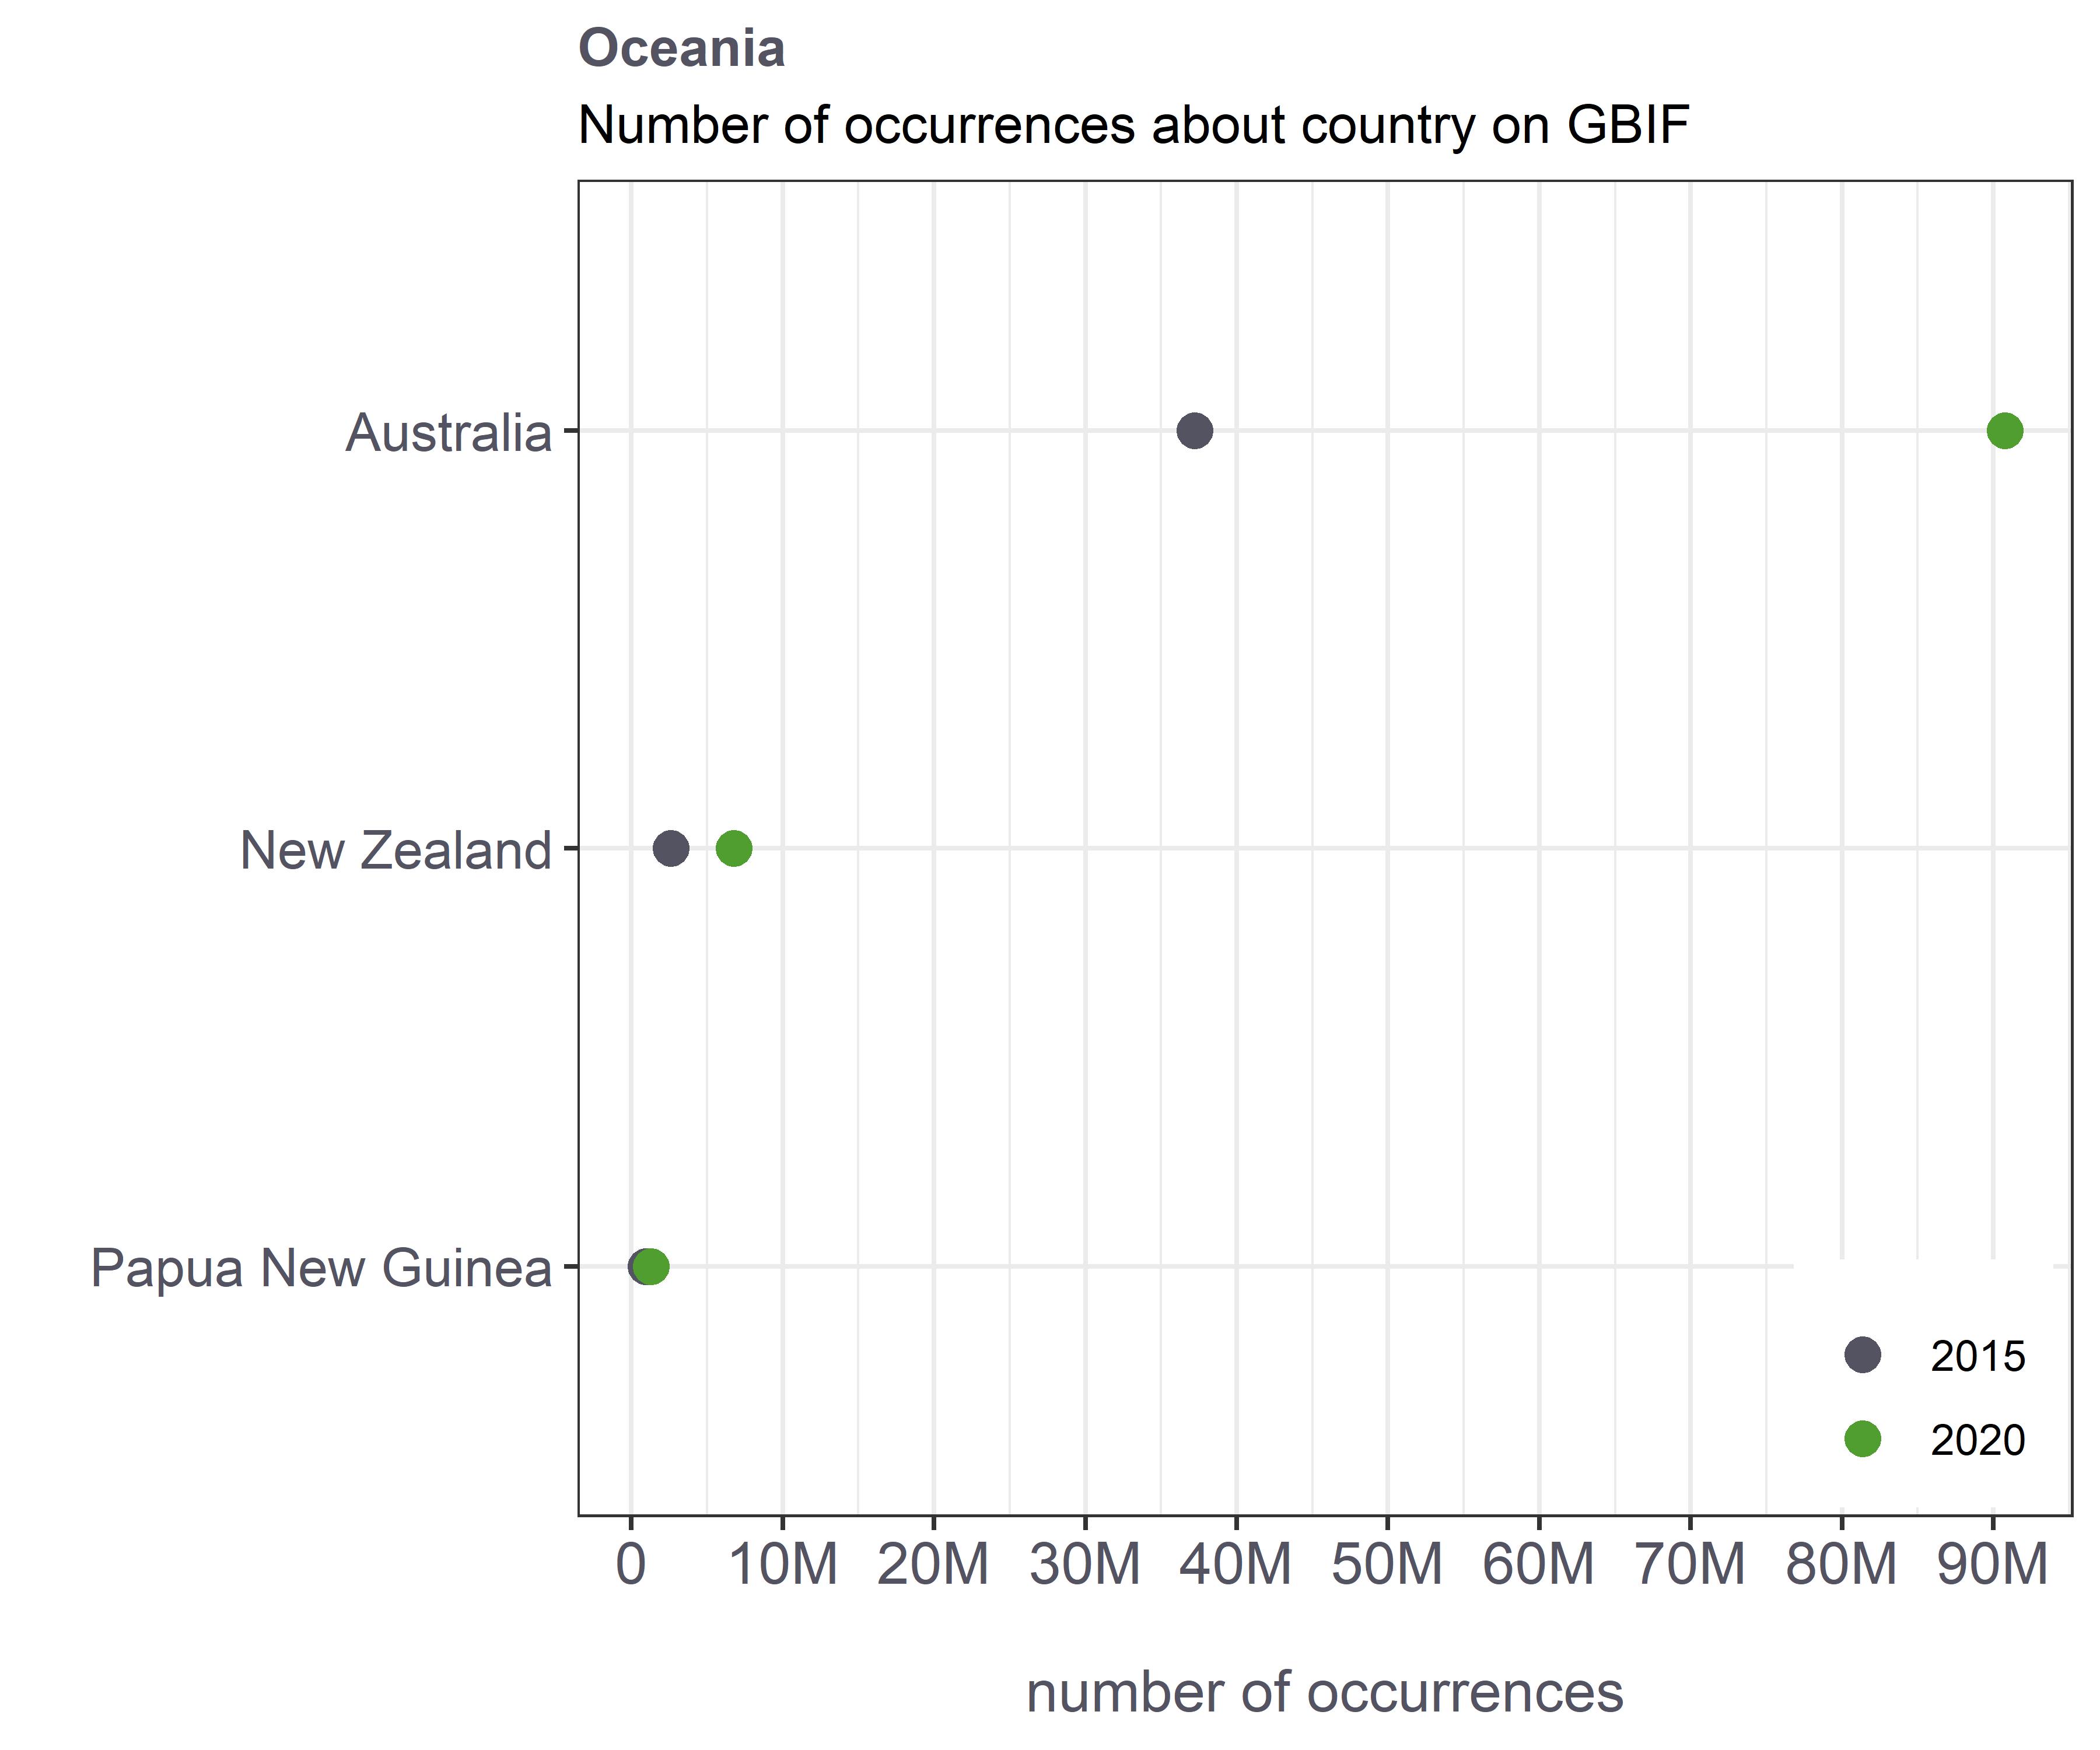 Oceania
Number of occurrences about country on GBIF
Australia
New Zealand
Papua New Guinea
2015
2020
0 10M 20M 30M 40M 50M 60M 70M 80M 90M
number of occurrences